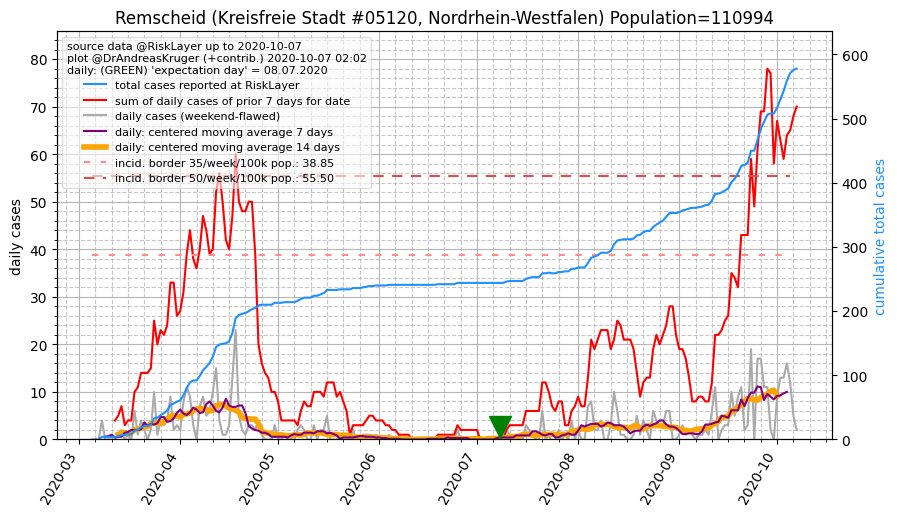 Remscheid (Kreisfreie Stadt #05120, Nordrhein-Westfalen) Population=110994
source data @RiskLayer up to 2020-10-07
plot @DrAndreasKruger (+contrib.) 2020-10-07 02:02
daily: (GREEN) 'expectation day' = 08.07.2020
total cases reported at RiskLayer
sum of daily cases of prior 7 days for date
daily cases (weekend-flawed)
daily: centered moving average 7 days
daily: centered moving average 14 days
incid. border 35/week/100k pop.: 38.85
incid. border 50/week/100k pop.: 55.50
daily cases
80
70
60
50
40
30
20
10
0
cumulative total cases
600
500
400
300
200
100
0
2020-03
2020-04
2020-05
2020-06
2020-07
2020-08
2020-09
2020-10